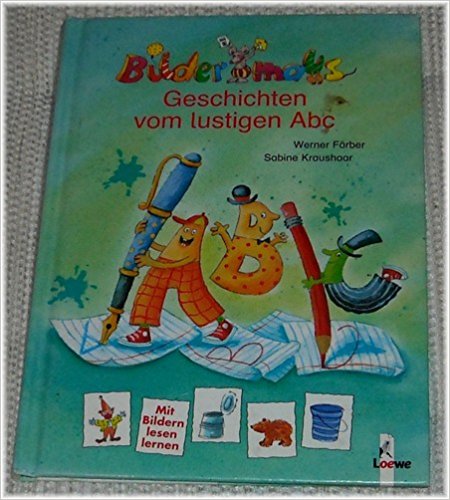 Bildermaus
Geschichten
vom lustigen Abc
Werner Färber
Sabine Kraushaar
ABC
Mit
Bildern
lesen
lernen
Loewe